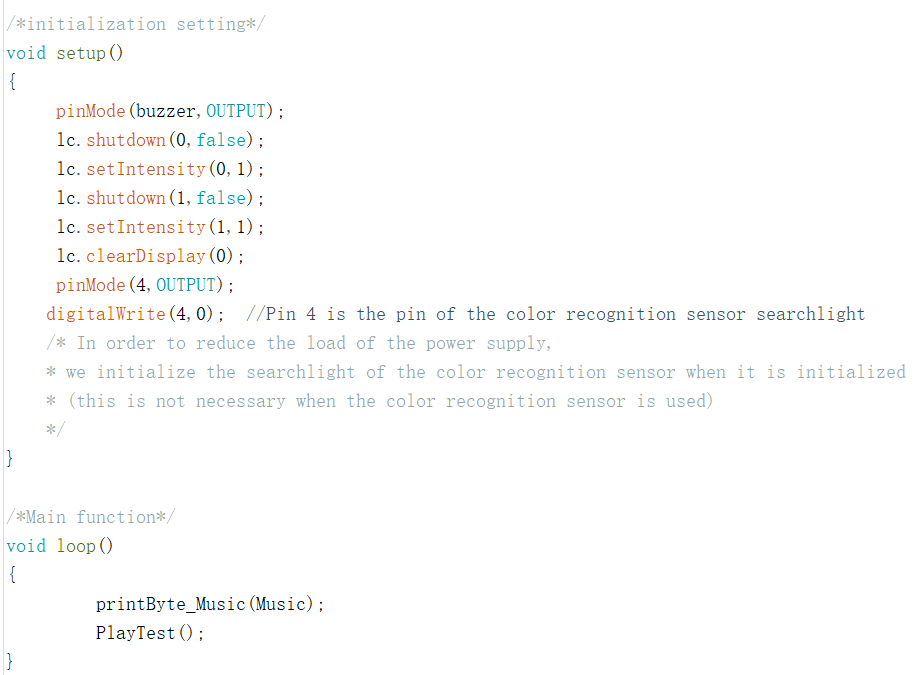 /*initialization setting*/
void setup()
{
pinMode(buzzer,OUTPUT);
lc.shutdown(0,false);
lc.setIntensity(0,1);
lc.shutdown(1,false);
lc.setIntensity(1,1);
lc.clearDisplay(0);
pinMode(4,OUTPUT);
digitalWrite(4,0);  //Pin 4 is the pin of the color recognition sensor searchlight
/* In order to reduce the load of the power supply,
* we initialize the searchlight of the color recognition sensor when it is initialized
* (this is not necessary when the color recognition sensor is used)
*/
}
/*Main function*/
void loop()
{
printByte_Music(Music);
PlayTest();
}